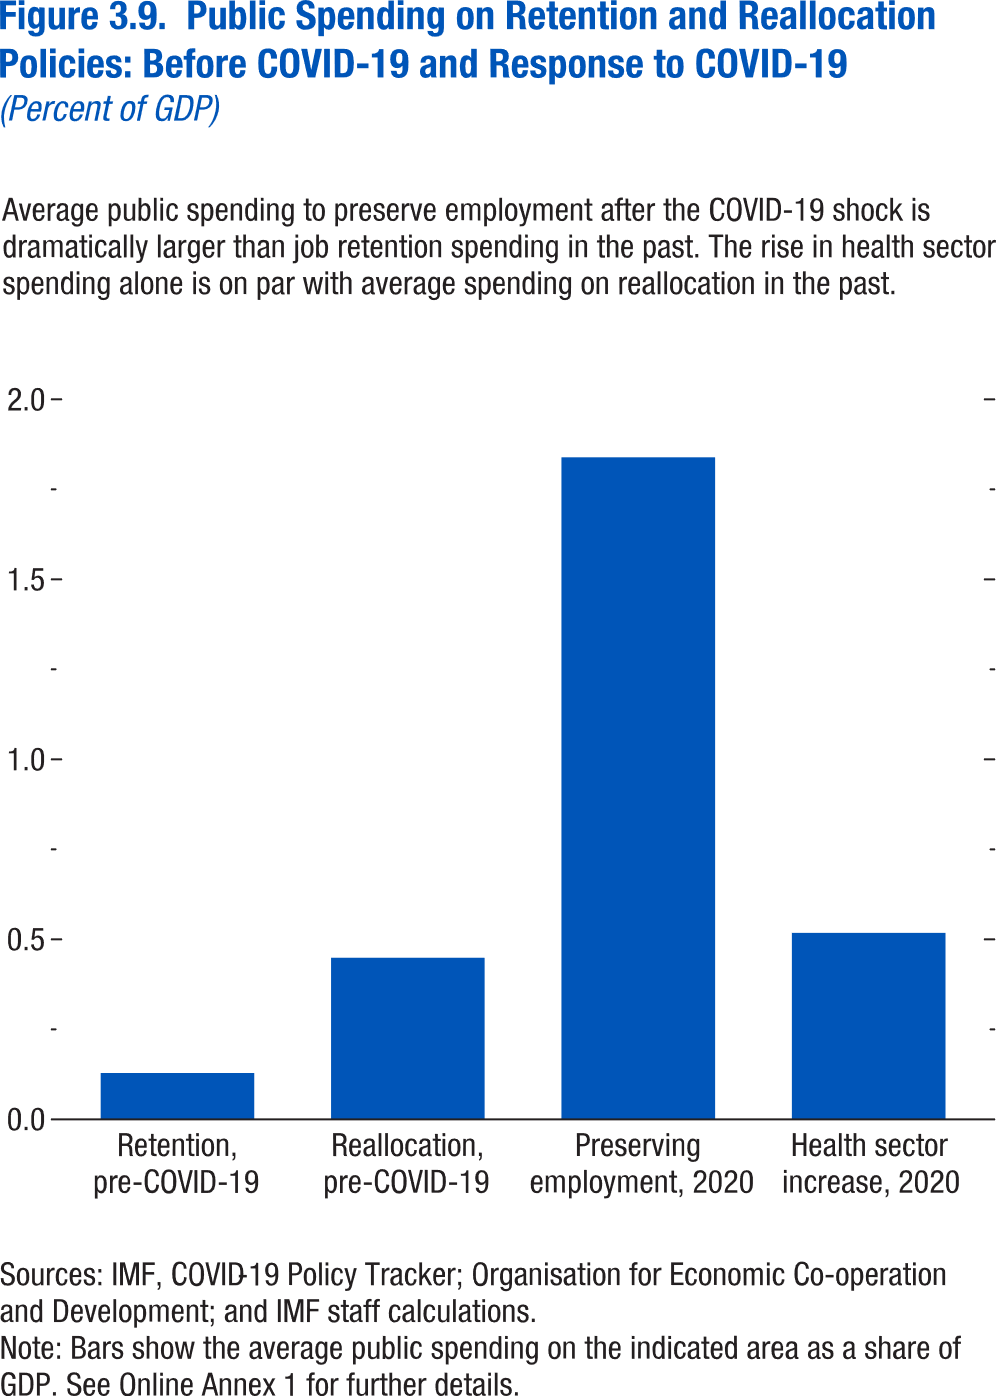 Figure 3.9.  Public Spending on Retention and Reallocation
Policies: Before COVID-19 and Response to COVID-19
(Percent of GDP)
Average public spending to preserve employment after the COVID-19 shock is
dramatically larger than job retention spending in the past. The rise in health sector
spending alone is on par with average spending on reallocation in the past.
2.0
1.5
1.0
0.5
0.0
Retention,
pre-COVID-19
Reallocation,
pre-COVID-19
Preserving
employment, 2020
Health sector
increase, 2020
Sources: IMF, COVID-19 Policy Tracker; Organisation for Economic Co-operation
and Development; and IMF staff calculations.
Note: Bars show the average public spending on the indicated area as a share of
GDP. See Online Annex 1 for further details.